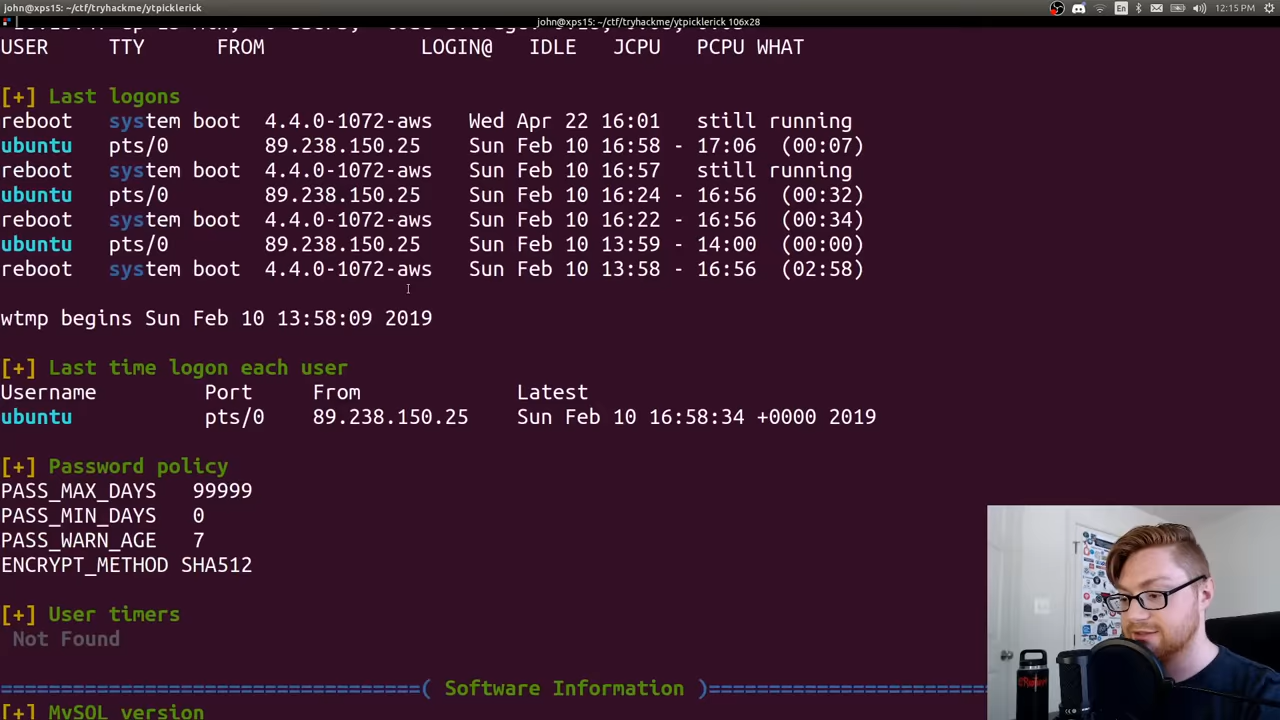 john@xps15: ~/ctf/tryhackme/ytpicklerick
En
12:15 PM
john@xps15: ~/ctf/tryhackme/ytpicklerick 106x28
USER TTY FROM LOGIN@ IDLE JCPU PCPU WHAT
[+] Last logons
reboot system boot 4.4.0-1072-aws Wed Apr 22 16:01 still running
ubuntu pts/0 89.238.150.25 Sun Feb 10 16:58 - 17:06 (00:07)
reboot system boot 4.4.0-1072-aws Sun Feb 10 16:57 still running
ubuntu pts/0 89.238.150.25 Sun Feb 10 16:24 - 16:56 (00:32)
reboot system boot 4.4.0-1072-aws Sun Feb 10 16:22 - 16:56 (00:34)
ubuntu pts/0 89.238.150.25 Sun Feb 10 13:59 - 14:00 (00:00)
reboot system boot 4.4.0-1072-aws Sun Feb 10 13:58 - 16:56 (02:58)
wtmp begins Sun Feb 10 13:58:09 2019
[+] Last time logon each user
Username Port From Latest
ubuntu pts/0 89.238.150.25 Sun Feb 10 16:58:34 +0000 2019
[+] Password policy
PASS_MAX_DAYS 99999
PASS_MIN_DAYS 0
PASS_WARN_AGE 7
ENCRYPT_METHOD SHA512
[+] User timers
Not Found
===================================( Software Information )=======================
[+] MySQL version